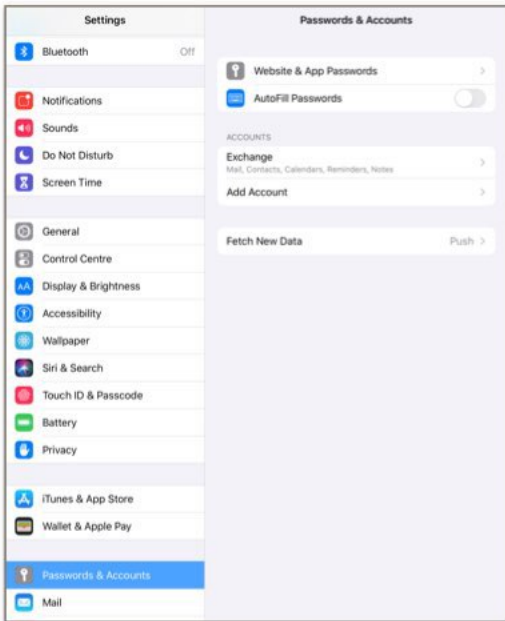 Settings
Bluetooth Off
Notifications
Sounds
Do Not Disturb
Screen Time
General
Control Centre
AA Display & Brightness
Accessibility
Wallpaper
Siri & Search
Touch ID & Passcode
Battery
Privacy
iTunes & App Store
Wallet & Apple Pay
Passwords & Accounts
Mail
Passwords & Accounts
Website & App Passwords
AutoFill Passwords
ACCOUNTS
Exchange
Mail, Contacts, Calendars, Reminders, Notes
Add Account
Fetch New Data Push